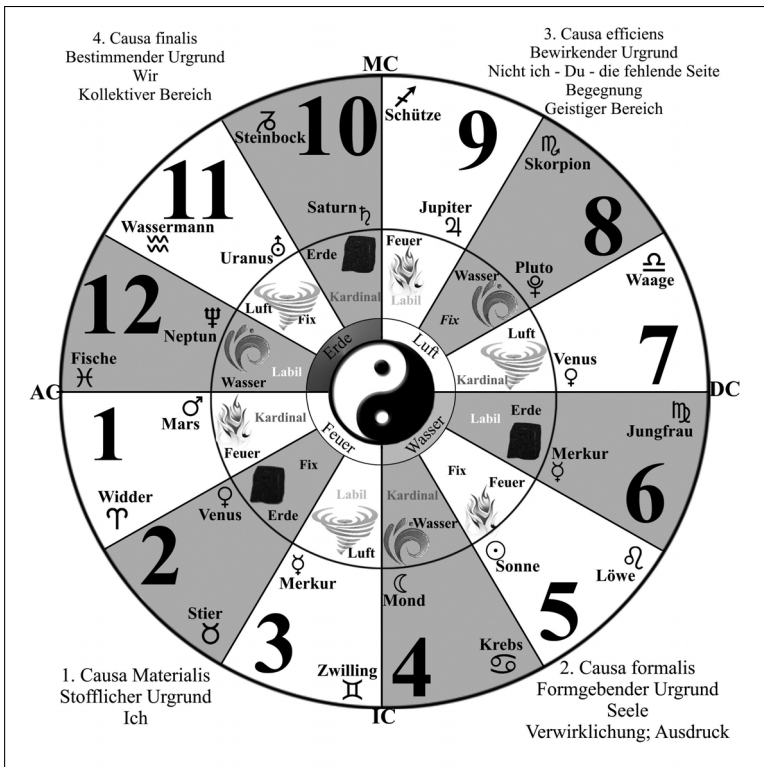 4. Causa finalis
Bestimmender Urgrund
Wir
Kollektiver Bereich
3. Causa efficiens
Bewirkender Urgrund
Nicht ich - Du - die fehlende Seite
Begegnung
Geistiger Bereich
MC
10
♑ Steinbock
Saturn ♄
Erde
Kardinal
9
♐
Schütze
Jupiter
♃
Feuer
Labil
8
♏
Skorpion
Pluto
♇
Wasser
Fix
7
♎
Waage
Venus
♀
Luft
Kardinal
DC
6
♍
Jungfrau
Merkur
☿
Erde
Labil
5
♌
Löwe
☉
Sonne
Feuer
Fix
4
Krebs
♋
☾
Mond
Wasser
Kardinal
IC
3
Zwilling
♊
☿
Merkur
Luft
Labil
2
Stier
♉
♀
Venus
Erde
Fix
1
Widder
♈
♂
Mars
Feuer
Kardinal
AC
12
Fische
♓
♆
Neptun
Wasser
Labil
11
Wassermann
♒
Uranus ⛢
Luft
Fix
Erde
Luft
Feuer
Wasser
1. Causa Materialis
Stofflicher Urgrund
Ich
2. Causa formalis
Formgebender Urgrund
Seele
Verwirklichung; Ausdruck